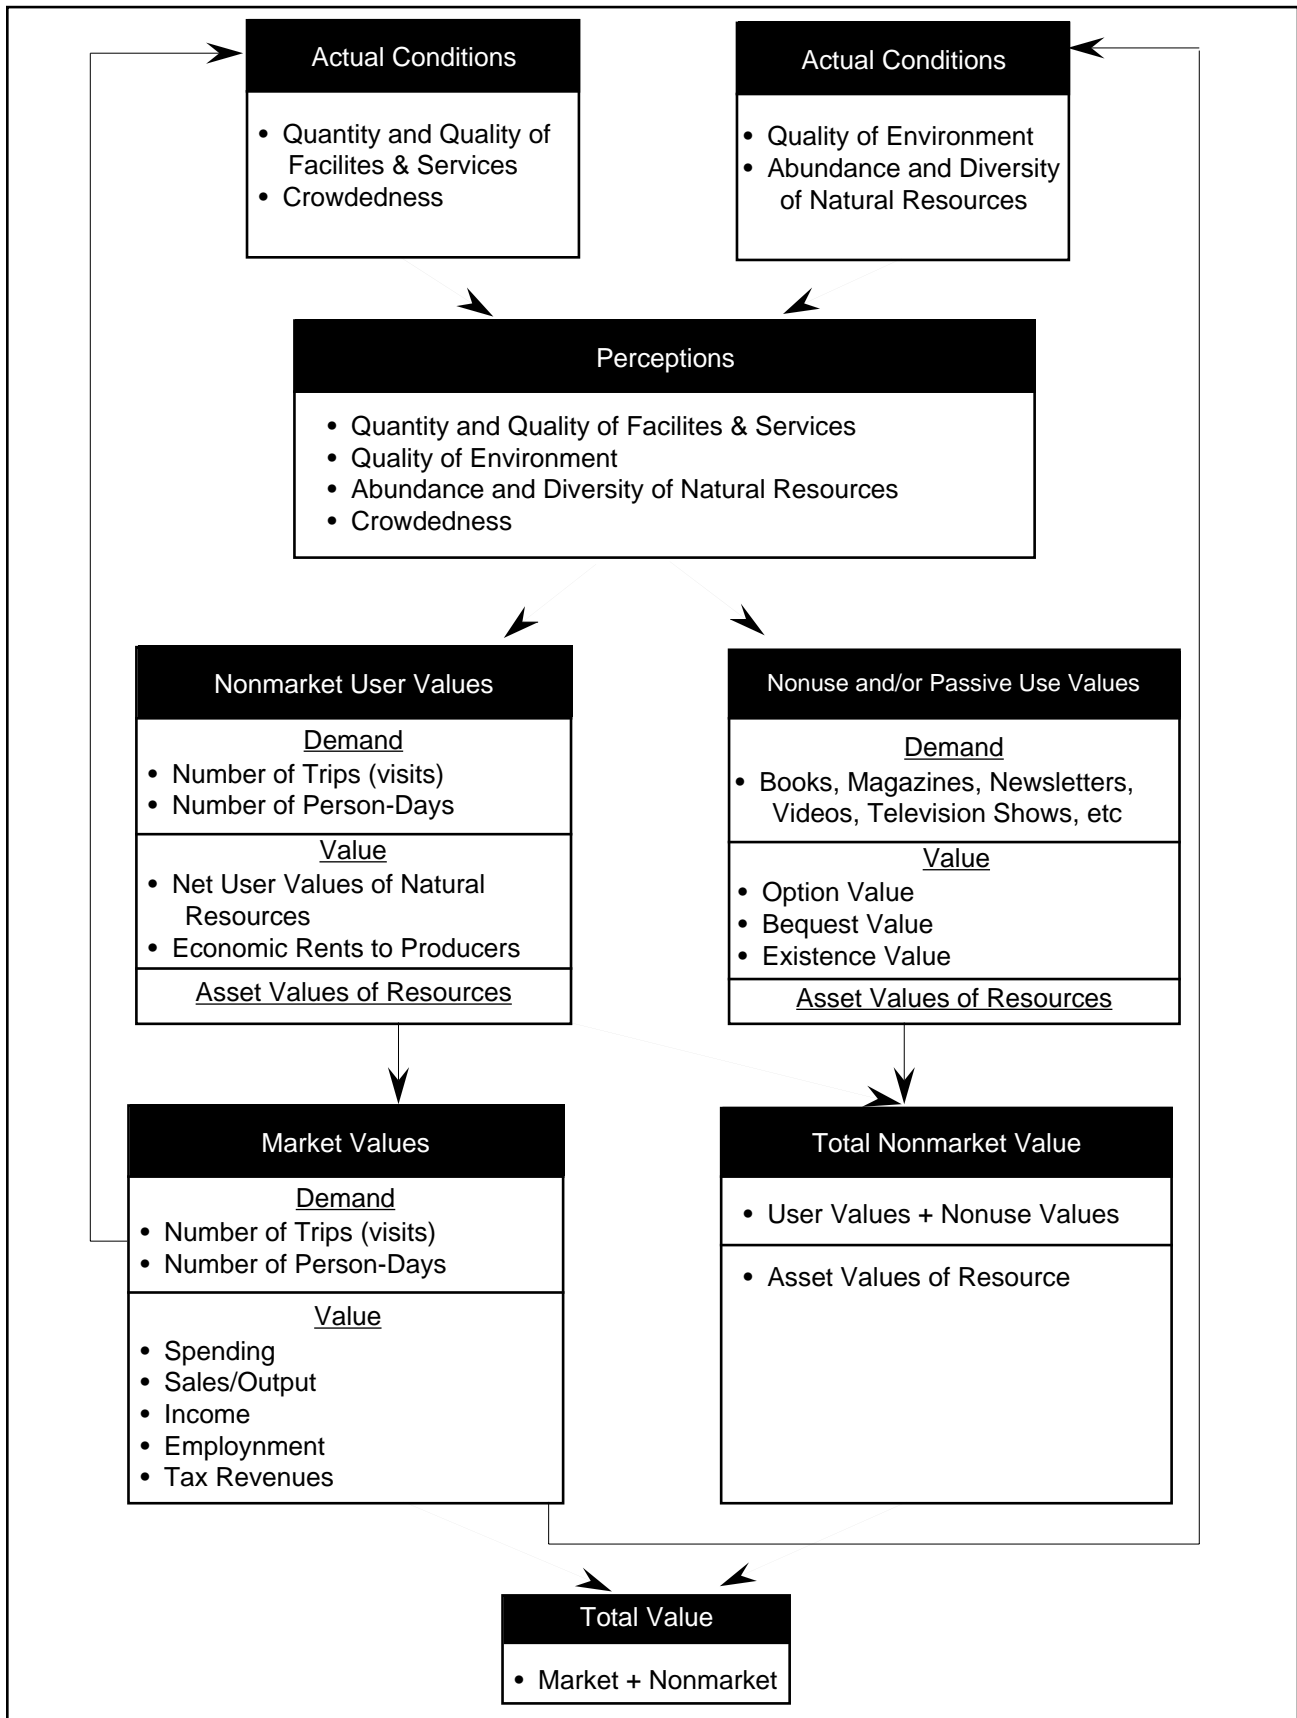 Actual Conditions
• Quantity and Quality of
Facilites & Services
• Crowdedness
Actual Conditions
• Quality of Environment
• Abundance and Diversity
of Natural Resources
Perceptions
• Quantity and Quality of Facilites & Services
• Quality of Environment
• Abundance and Diversity of Natural Resources
• Crowdedness
Nonmarket User Values
Demand
• Number of Trips (visits)
• Number of Person-Days
Value
• Net User Values of Natural
Resources
• Economic Rents to Producers
Asset Values of Resources
Nonuse and/or Passive Use Values
Demand
• Books, Magazines, Newsletters,
Videos, Television Shows, etc
Value
• Option Value
• Bequest Value
• Existence Value
Asset Values of Resources
Market Values
Demand
• Number of Trips (visits)
• Number of Person-Days
Value
• Spending
• Sales/Output
• Income
• Employnment
• Tax Revenues
Total Nonmarket Value
• User Values + Nonuse Values
• Asset Values of Resource
Total Value
• Market + Nonmarket